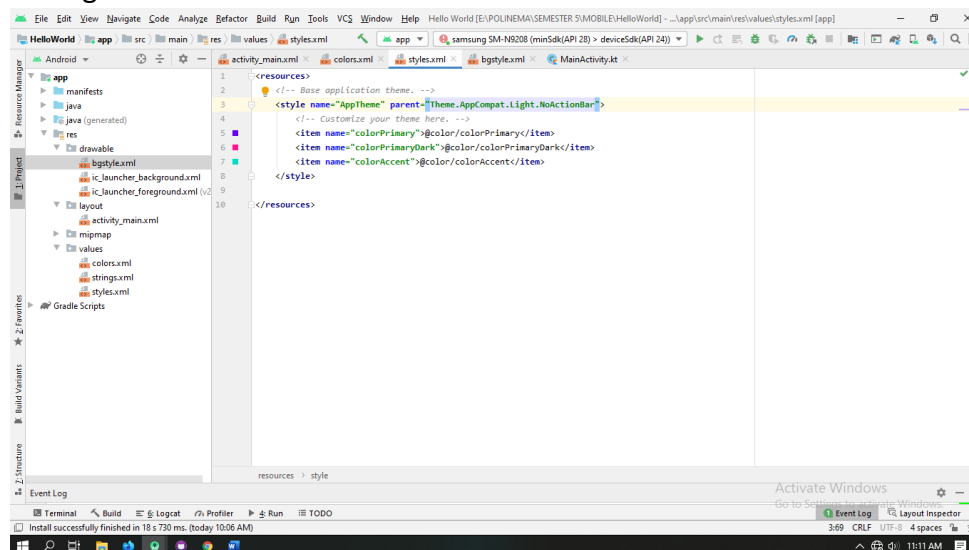 File Edit View Navigate Code Analyze Refactor Build Run Tools VCS Window Help Hello World [E:\POLINEMA\SEMESTER 5\MOBILE\HelloWorld] - ...\app\src\main\res\values\styles.xml [app]
HelloWorld app src main res values styles.xml app samsung SM-N9208 (minSdk(API 28) > deviceSdk(API 24))
Android
activity_main.xml colors.xml styles.xml bgstyle.xml MainActivity.kt
Resource Manager
1: Project
2: Favorites
Build Variants
7: Structure
app
manifests
java
java (generated)
res
drawable
bgstyle.xml
ic_launcher_background.xml
ic_launcher_foreground.xml (v2
layout
activity_main.xml
mipmap
values
colors.xml
strings.xml
styles.xml
Gradle Scripts
1 <resources>
2 <!-- Base application theme. -->
3 <style name="AppTheme" parent="Theme.AppCompat.Light.NoActionBar">
4 <!-- Customize your theme here. -->
5 <item name="colorPrimary">@color/colorPrimary</item>
6 <item name="colorPrimaryDark">@color/colorPrimaryDark</item>
7 <item name="colorAccent">@color/colorAccent</item>
8 </style>
9
10 </resources>
resources > style
Activate Windows
Go to Settings to activate Windows.
Event Log
Terminal Build 6: Logcat Profiler 4: Run TODO 1 Event Log Layout Inspector
Install successfully finished in 18 s 730 ms. (today 10:06 AM) 3:69 CRLF UTF-8 4 spaces
11:11 AM